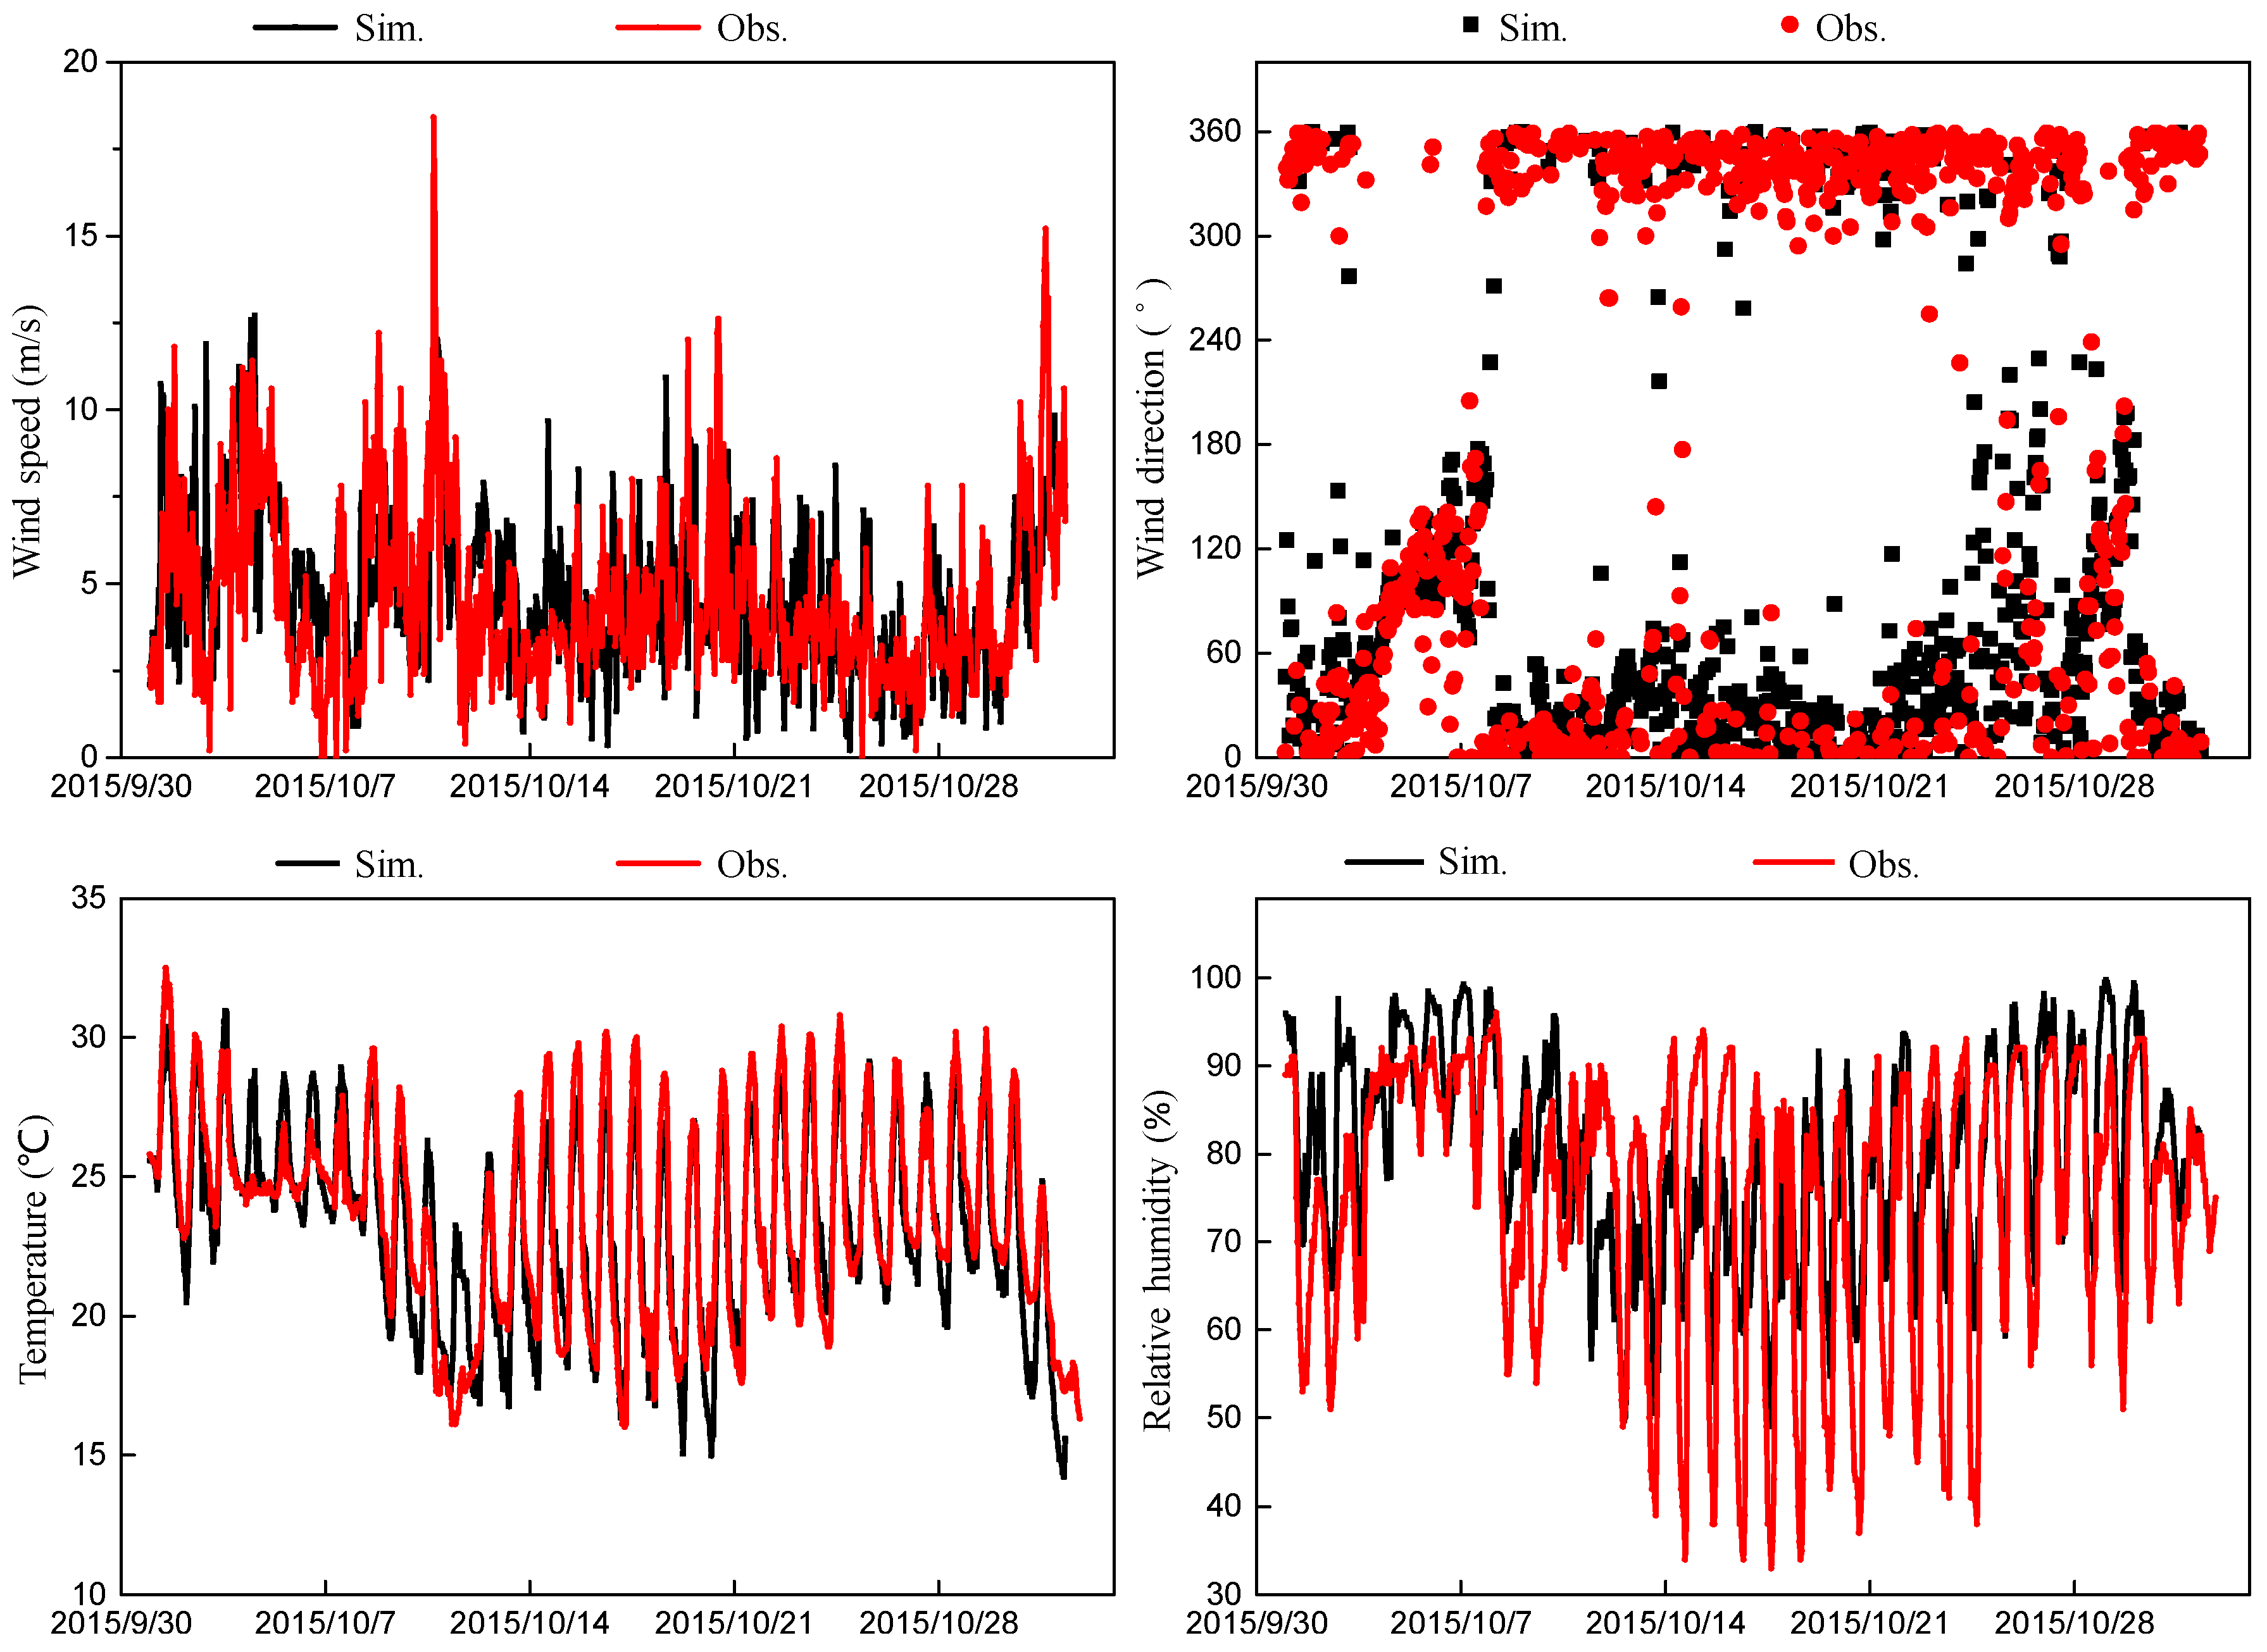 Sim. Obs.
Wind speed (m/s)
20
15
10
5
0
2015/9/30 2015/10/7 2015/10/14 2015/10/21 2015/10/28
Sim. Obs.
Wind direction ( ° )
360
300
240
180
120
60
0
2015/9/30 2015/10/7 2015/10/14 2015/10/21 2015/10/28
Sim. Obs.
Temperature (℃)
35
30
25
20
15
10
2015/9/30 2015/10/7 2015/10/14 2015/10/21 2015/10/28
Sim. Obs.
Relative humidity (%)
100
90
80
70
60
50
40
30
2015/9/30 2015/10/7 2015/10/14 2015/10/21 2015/10/28